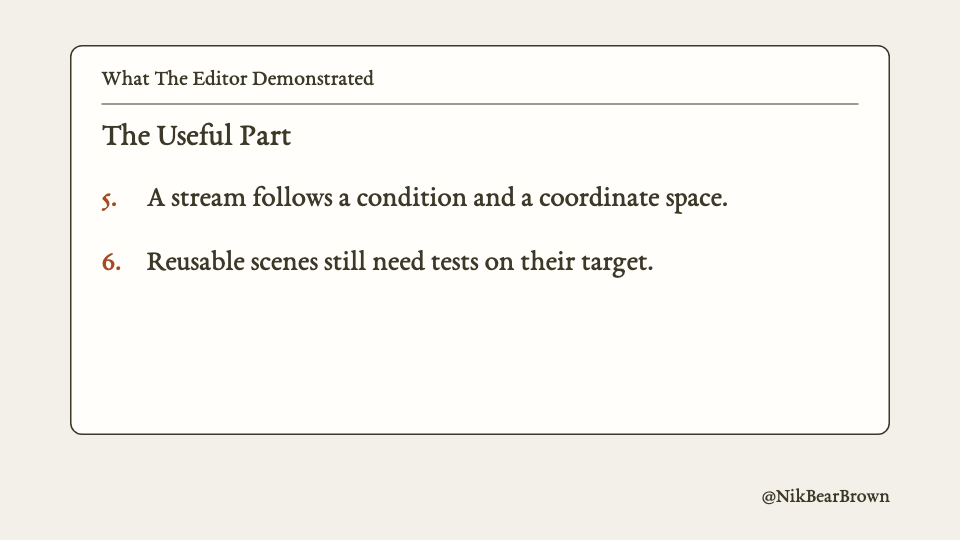 What The Editor Demonstrated
The Useful Part
5. A stream follows a condition and a coordinate space.
6. Reusable scenes still need tests on their target.
@NikBearBrown